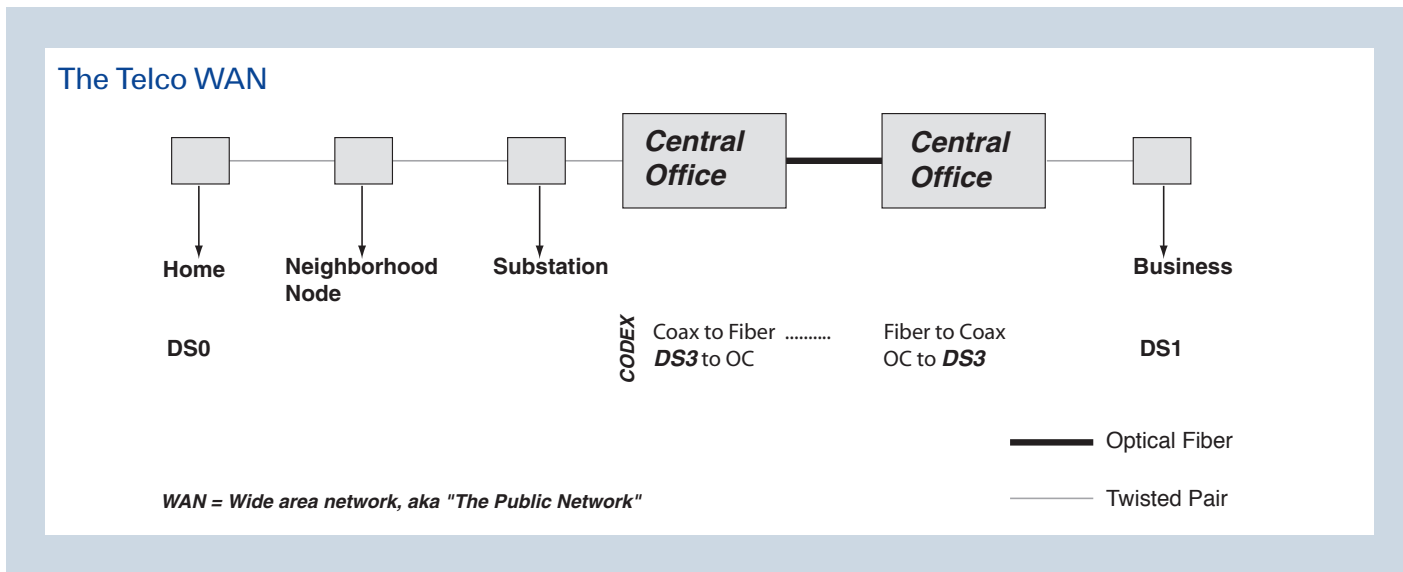 The Telco WAN
Central
Office
Central
Office
Home
Neighborhood
Node
Substation
Business
DS0
CODEX
Coax to Fiber ..........
DS3 to OC
Fiber to Coax
OC to DS3
DS1
Optical Fiber
Twisted Pair
WAN = Wide area network, aka "The Public Network"